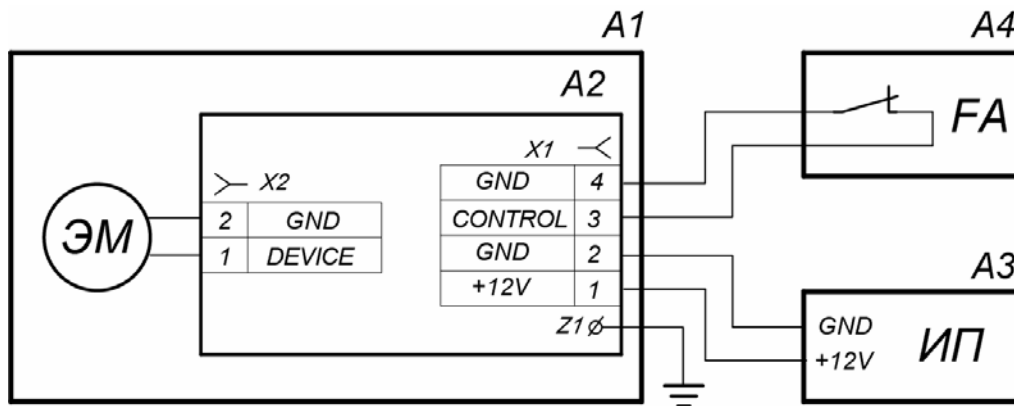 A1
A4
A2
FA
X1
X2
GND 4
ЭМ
2 GND
CONTROL 3
1 DEVICE
GND 2
+12V 1
A3
Z1
GND
ИП
+12V